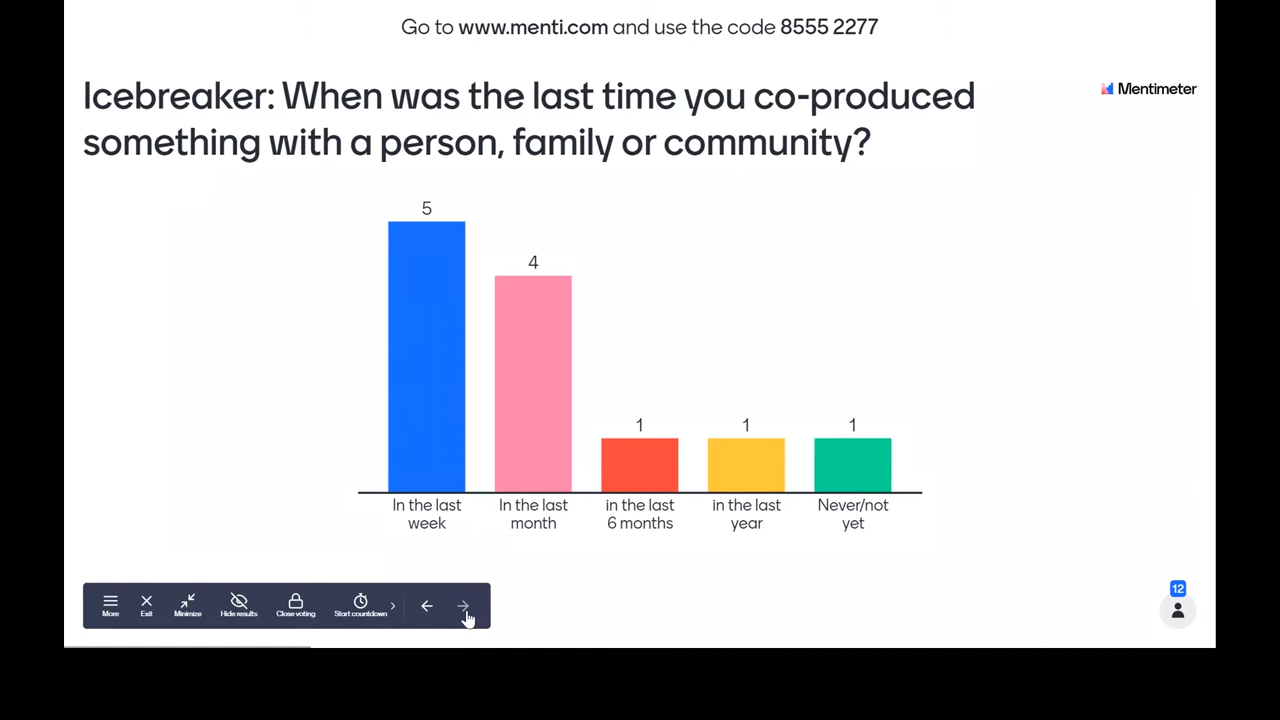 Go to www.menti.com and use the code 8555 2277
Icebreaker: When was the last time you co-produced
something with a person, family or community?
Mentimeter
5
4
1
1
1
In the last
week
In the last
month
in the last
6 months
in the last
year
Never/not
yet
More
Exit
Minimize
Hide results
Close voting
Start countdown
12